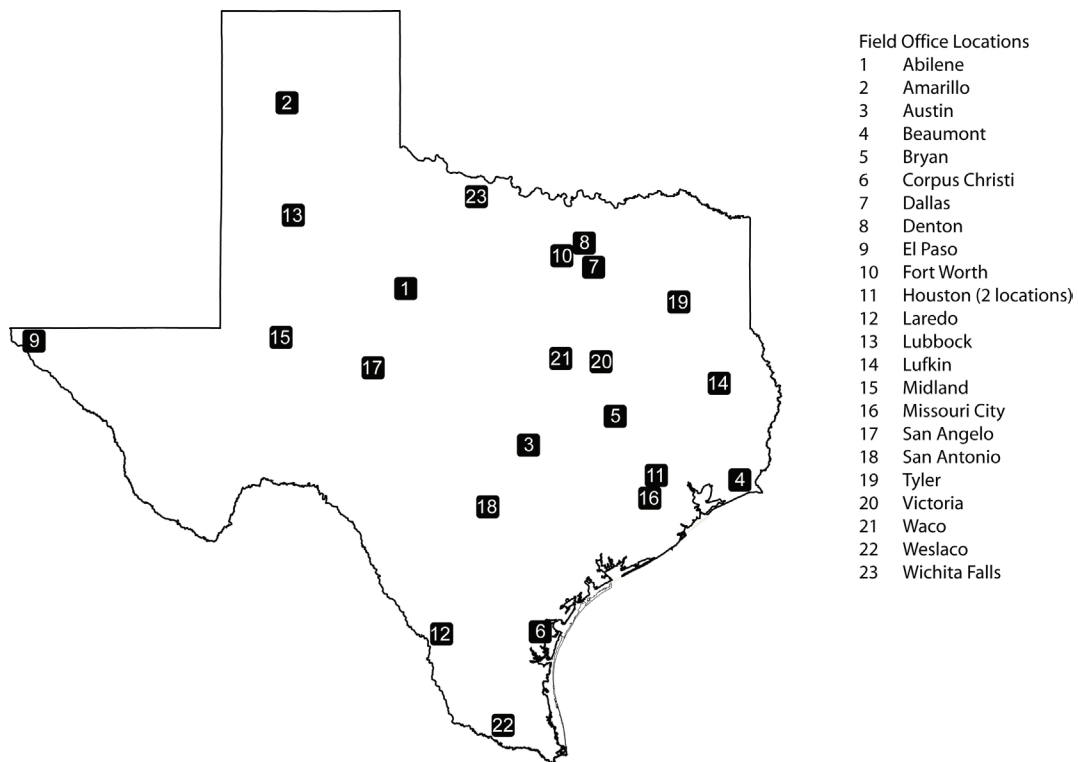 Field Office Locations
1 Abilene
2 Amarillo
3 Austin
4 Beaumont
5 Bryan
6 Corpus Christi
7 Dallas
8 Denton
9 El Paso
10 Fort Worth
11 Houston (2 locations)
12 Laredo
13 Lubbock
14 Lufkin
15 Midland
16 Missouri City
17 San Angelo
18 San Antonio
19 Tyler
20 Victoria
21 Waco
22 Weslaco
23 Wichita Falls
2
23
13
8
10
7
1
19
9
15
21
20
17
14
5
3
11
4
16
18
12
6
22